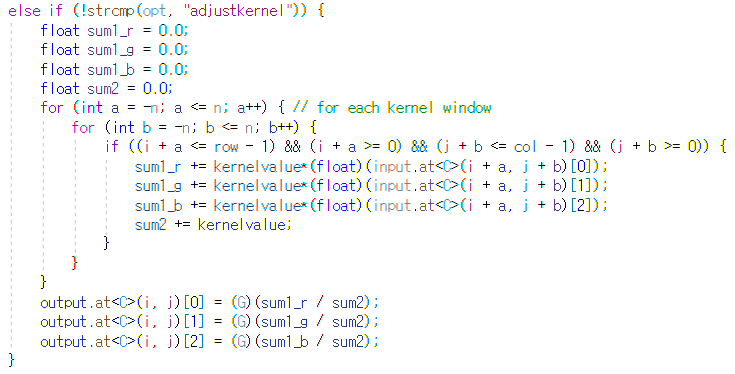 else if (!strcmp(opt, "adjustkernel")) {
    float sum1_r = 0.0;
    float sum1_g = 0.0;
    float sum1_b = 0.0;
    float sum2 = 0.0;
    for (int a = -n; a <= n; a++) { // for each kernel window
        for (int b = -n; b <= n; b++) {
            if ((i + a <= row - 1) && (i + a >= 0) && (j + b <= col - 1) && (j + b >= 0)) {
                sum1_r += kernelvalue*(float)(input.at<C>(i + a, j + b)[0]);
                sum1_g += kernelvalue*(float)(input.at<C>(i + a, j + b)[1]);
                sum1_b += kernelvalue*(float)(input.at<C>(i + a, j + b)[2]);
                sum2 += kernelvalue;
            }
        }
    }
    output.at<C>(i, j)[0] = (G)(sum1_r / sum2);
    output.at<C>(i, j)[1] = (G)(sum1_g / sum2);
    output.at<C>(i, j)[2] = (G)(sum1_b / sum2);
}